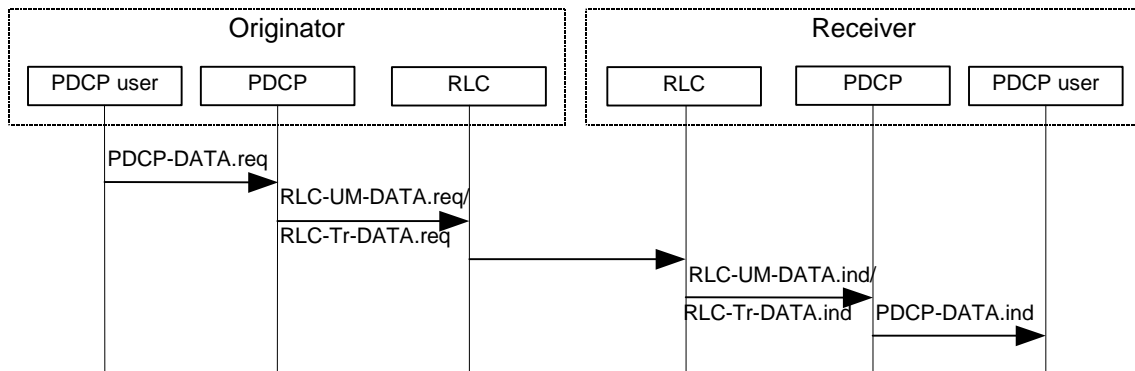 Originator
Receiver
PDCP user
PDCP
RLC
RLC
PDCP
PDCP user
PDCP-DATA.req
RLC-UM-DATA.req/
RLC-Tr-DATA.req
RLC-UM-DATA.ind/
RLC-Tr-DATA.ind
PDCP-DATA.ind